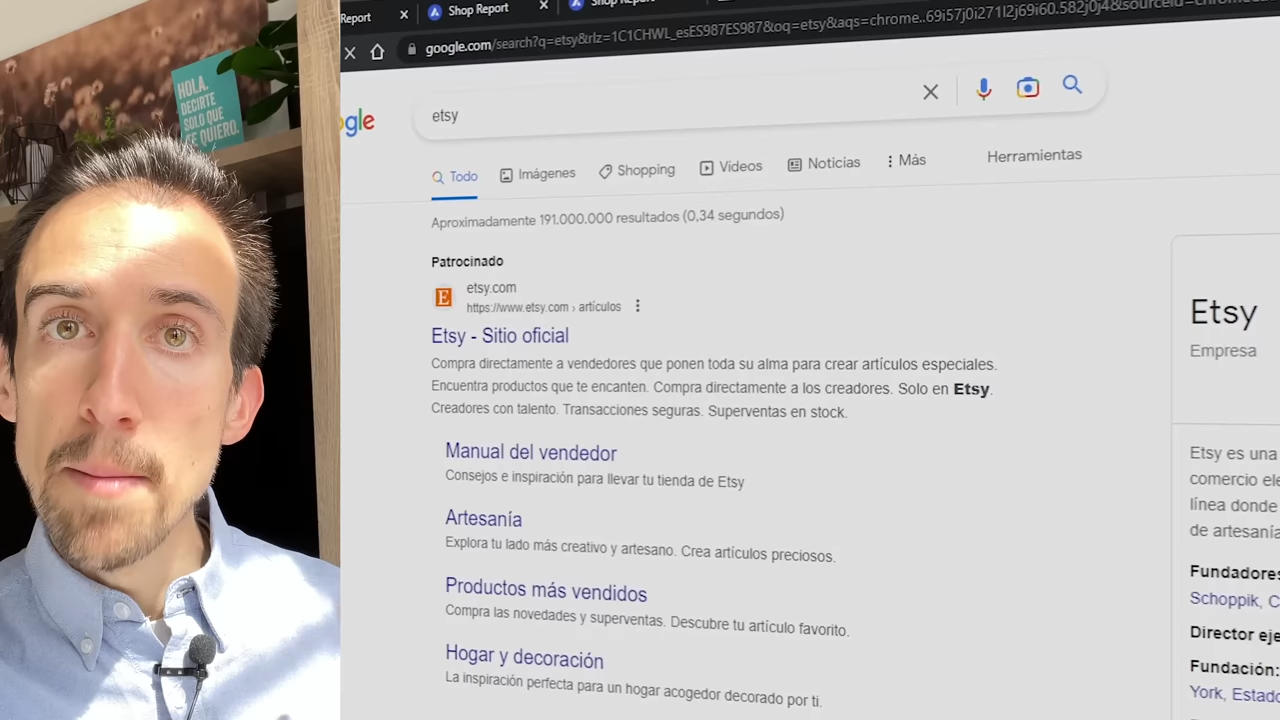 Report
Shop Report
google.com/search?q=etsy&rlz=1C1CHWL_esES987ES987&oq=etsy&aqs=chrome..69i57j0i271l2j69i60.582j0j4&sourceid=
HOLA.
DECIRTE
SOLO QUE
TE QUIERO.
ogle
etsy
Todo
Imágenes
Shopping
Vídeos
Noticias
Más
Herramientas
Aproximadamente 191.000.000 resultados (0,34 segundos)
Patrocinado
E
etsy.com
https://www.etsy.com › artículos
Etsy - Sitio oficial
Compra directamente a vendedores que ponen toda su alma para crear artículos especiales.
Encuentra productos que te encanten. Compra directamente a los creadores. Solo en Etsy.
Creadores con talento. Transacciones seguras. Superventas en stock.
Manual del vendedor
Consejos e inspiración para llevar tu tienda de Etsy
Artesanía
Explora tu lado más creativo y artesano. Crea artículos preciosos.
Productos más vendidos
Compra las novedades y superventas. Descubre tu artículo favorito.
Hogar y decoración
La inspiración perfecta para un hogar acogedor decorado por ti.
Etsy
Empresa
Etsy es una
comercio ele
línea donde
de artesanía
Fundadores
Schoppik, C
Director eje
Fundación:
York, Estado